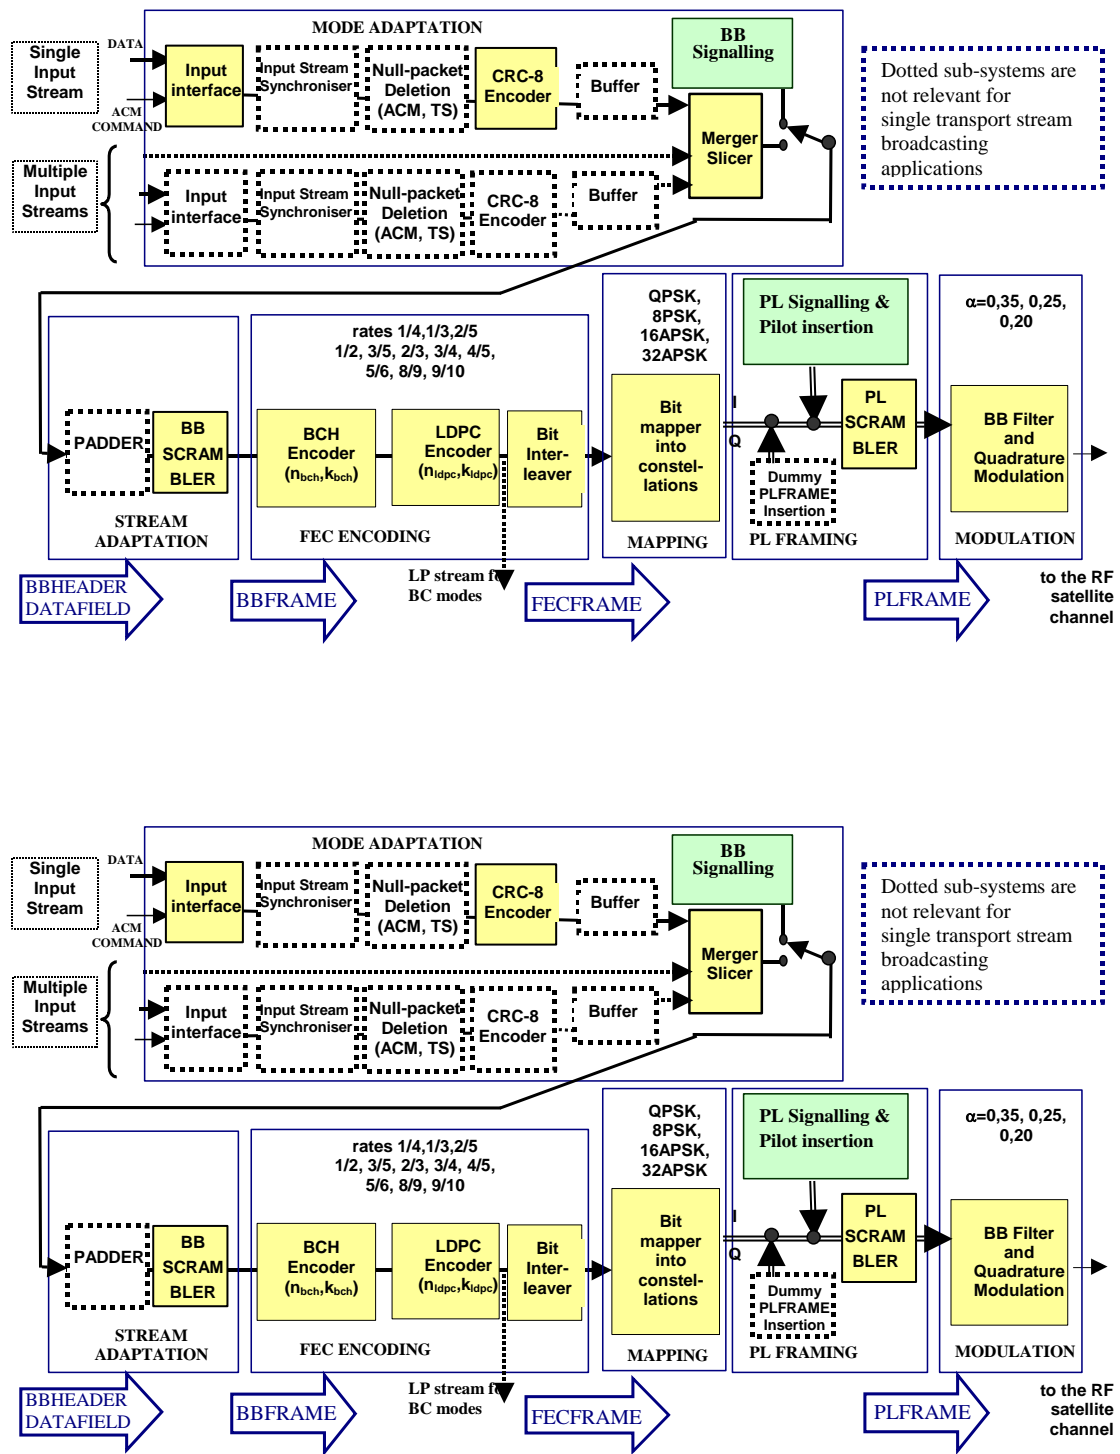 MODE ADAPTATION
BB
Signalling
Single
Input
Stream
DATA
ACM
COMMAND
Input
interface
Input Stream
Synchroniser
Null-packet
Deletion
(ACM, TS)
CRC-8
Encoder
Buffer
Merger
Slicer
Dotted sub-systems are
not relevant for
single transport stream
broadcasting
applications
Multiple
Input
Streams
Input
interface
Input Stream
Synchroniser
Null-packet
Deletion
(ACM, TS)
CRC-8
Encoder
Buffer
QPSK,
8PSK,
16APSK,
32APSK
PL Signalling &
Pilot insertion
α=0,35, 0,25,
0,20
rates 1/4,1/3,2/5
1/2, 3/5, 2/3, 3/4, 4/5,
5/6, 8/9, 9/10
PADDER
BB
SCRAM
BLER
BCH
Encoder
(nbch,kbch)
LDPC
Encoder
(nldpc,kldpc)
Bit
Inter-
leaver
Bit
mapper
into
constel-
lations
I
Q
PL
SCRAM
BLER
Dummy
PLFRAME
Insertion
BB Filter
and
Quadrature
Modulation
STREAM
ADAPTATION
FEC ENCODING
MAPPING
PL FRAMING
MODULATION
BBHEADER
DATAFIELD
BBFRAME
LP stream for
BC modes
FECFRAME
PLFRAME
to the RF
satellite
channel
MODE ADAPTATION
BB
Signalling
Single
Input
Stream
DATA
ACM
COMMAND
Input
interface
Input Stream
Synchroniser
Null-packet
Deletion
(ACM, TS)
CRC-8
Encoder
Buffer
Merger
Slicer
Dotted sub-systems are
not relevant for
single transport stream
broadcasting
applications
Multiple
Input
Streams
Input
interface
Input Stream
Synchroniser
Null-packet
Deletion
(ACM, TS)
CRC-8
Encoder
Buffer
QPSK,
8PSK,
16APSK,
32APSK
PL Signalling &
Pilot insertion
α=0,35, 0,25,
0,20
rates 1/4,1/3,2/5
1/2, 3/5, 2/3, 3/4, 4/5,
5/6, 8/9, 9/10
PADDER
BB
SCRAM
BLER
BCH
Encoder
(nbch,kbch)
LDPC
Encoder
(nldpc,kldpc)
Bit
Inter-
leaver
Bit
mapper
into
constel-
lations
I
Q
PL
SCRAM
BLER
Dummy
PLFRAME
Insertion
BB Filter
and
Quadrature
Modulation
STREAM
ADAPTATION
FEC ENCODING
MAPPING
PL FRAMING
MODULATION
BBHEADER
DATAFIELD
BBFRAME
LP stream for
BC modes
FECFRAME
PLFRAME
to the RF
satellite
channel